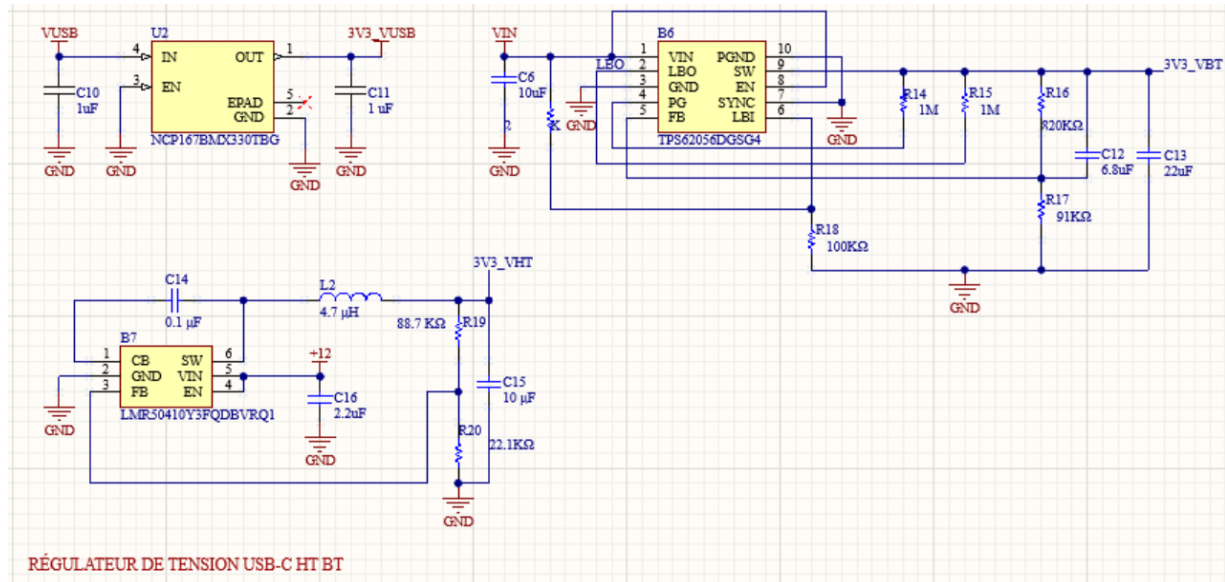 VUSB
U2
3V3_VUSB
4 IN OUT 1
3 EN
EPAD 5
GND 2
C10
1uF
C11
1 uF
NCP167BMX330TBG
GND
GND
GND
GND
VIN
B6
C6
10uF
LBO
1 VIN PGND 10
2 LBO SW 9
3 GND EN 8
4 PG SYNC 7
5 FB LBI 6
TPS62056DGSG4
GND
GND
GND
3V3_VBT
R14
1M
R15
1M
R16
820KΩ
C12
6.8uF
C13
22uF
R17
91KΩ
R18
100KΩ
GND
3V3_VHT
C14
0.1 µF
L2
4.7 µH
88.7 KΩ
R19
B7
1 CB SW 6
2 GND VIN 5
3 FB EN 4
LMR50410Y3FQDBVRQ1
+12
C16
2.2uF
C15
10 µF
R20
22.1KΩ
GND
GND
GND
RÉGULATEUR DE TENSION USB-C HT BT